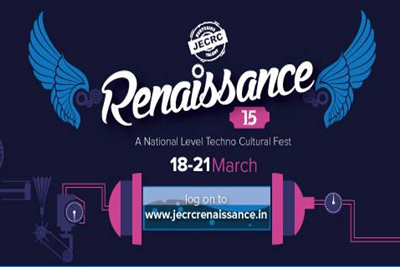 JECRC
Renaissance
15
A National Level Techno Cultural Fest
18-21 March
log on to
www.jecrcrenaissance.in